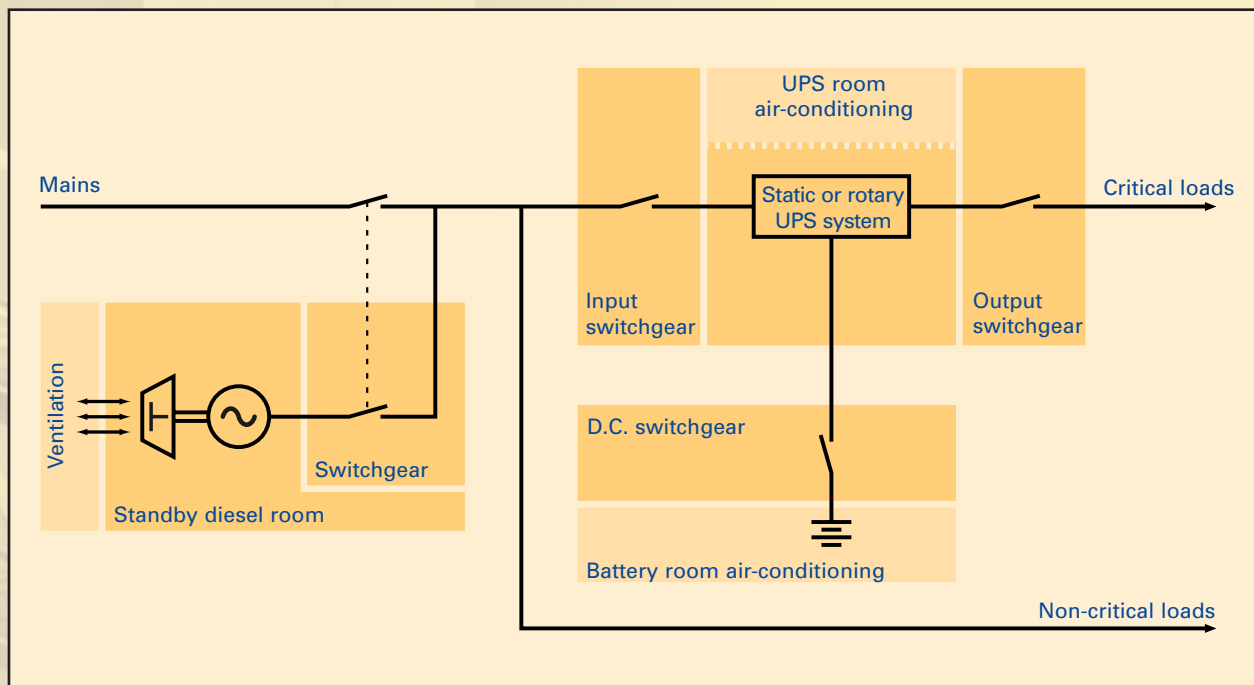 UPS room
air-conditioning
Mains
Static or rotary
UPS system
Critical loads
Input
switchgear
Output
switchgear
Ventilation
Switchgear
Standby diesel room
D.C. switchgear
Battery room air-conditioning
Non-critical loads